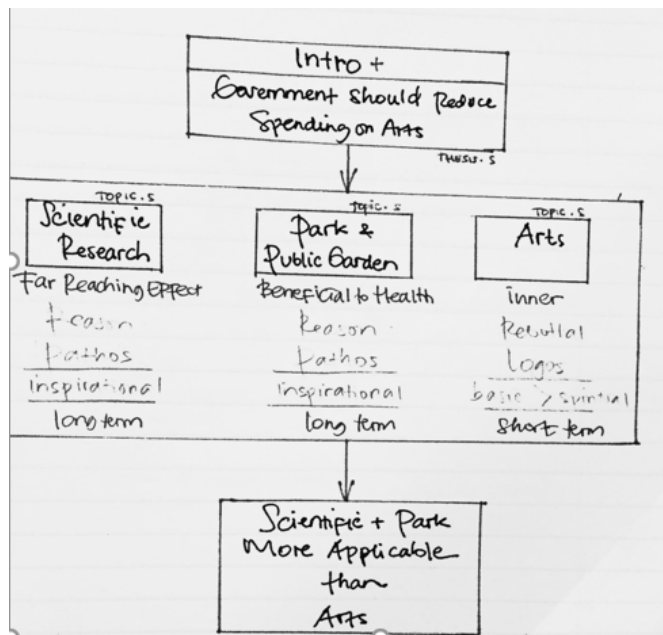 Intro +
Government Should Reduce
Spending on Arts
THESIS. S
TOPIC. S
Scientific
Research
Far Reaching Effect
Reason
Pathos
inspirational
long term
Topic. S
Park &
Public Garden
Beneficial to Health
Reason
Pathos
inspirational
long term
TOPIC. S
Arts
inner
Rebuttal
Logos
basic >
short term
Scientific + Park
More Applicable
than
Arts